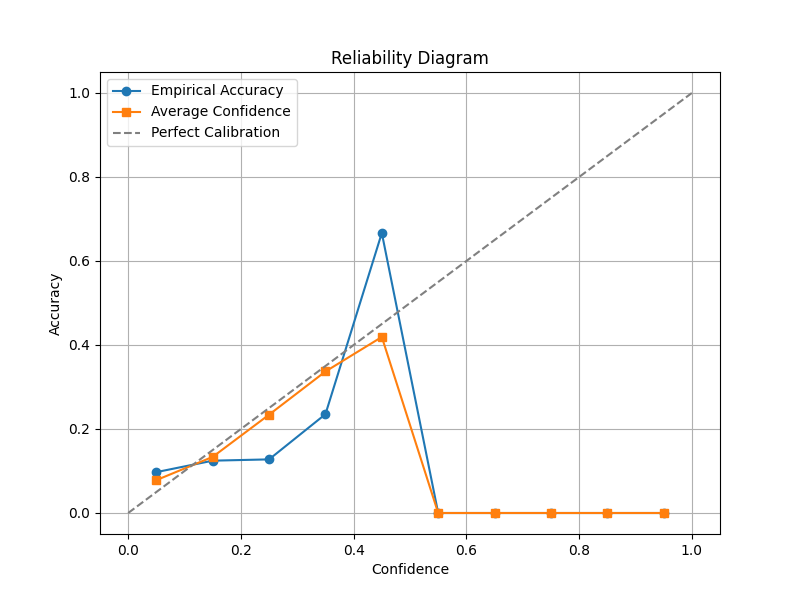 Reliability Diagram
Empirical Accuracy
Average Confidence
Perfect Calibration
Accuracy
1.0
0.8
0.6
0.4
0.2
0.0
0.0 0.2 0.4 0.6 0.8 1.0
Confidence